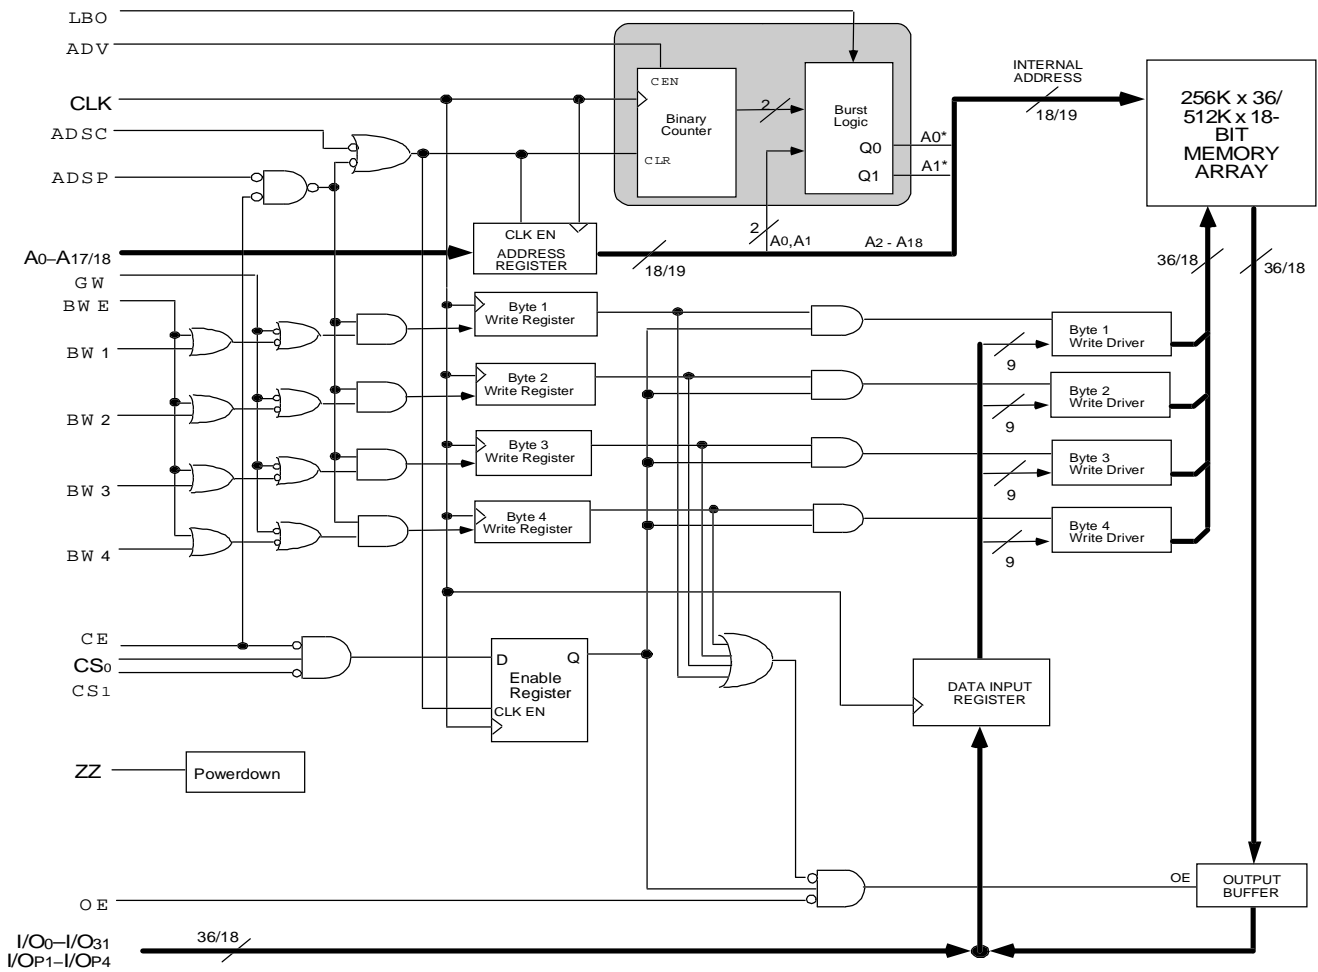 LBO
ADV
CLK
ADSC
ADSP
A0–A17/18
GW
BWE
BW1
BW2
BW3
BW4
CE
CS0
CS1
ZZ
OE
I/O0–I/O31
I/OP1–I/OP4
CEN
Binary
Counter
CLR
2
Burst
Logic
Q0
Q1
A0*
A1*
INTERNAL
ADDRESS
18/19
256K x 36/
512K x 18-
BIT
MEMORY
ARRAY
CLK EN
ADDRESS
REGISTER
18/19
2
A0,A1
A2 - A18
36/18
36/18
Byte 1
Write Register
Byte 2
Write Register
Byte 3
Write Register
Byte 4
Write Register
9
Byte 1
Write Driver
9
Byte 2
Write Driver
9
Byte 3
Write Driver
9
Byte 4
Write Driver
D
Q
Enable
Register
CLK EN
DATA INPUT
REGISTER
Powerdown
OE
OUTPUT
BUFFER
36/18